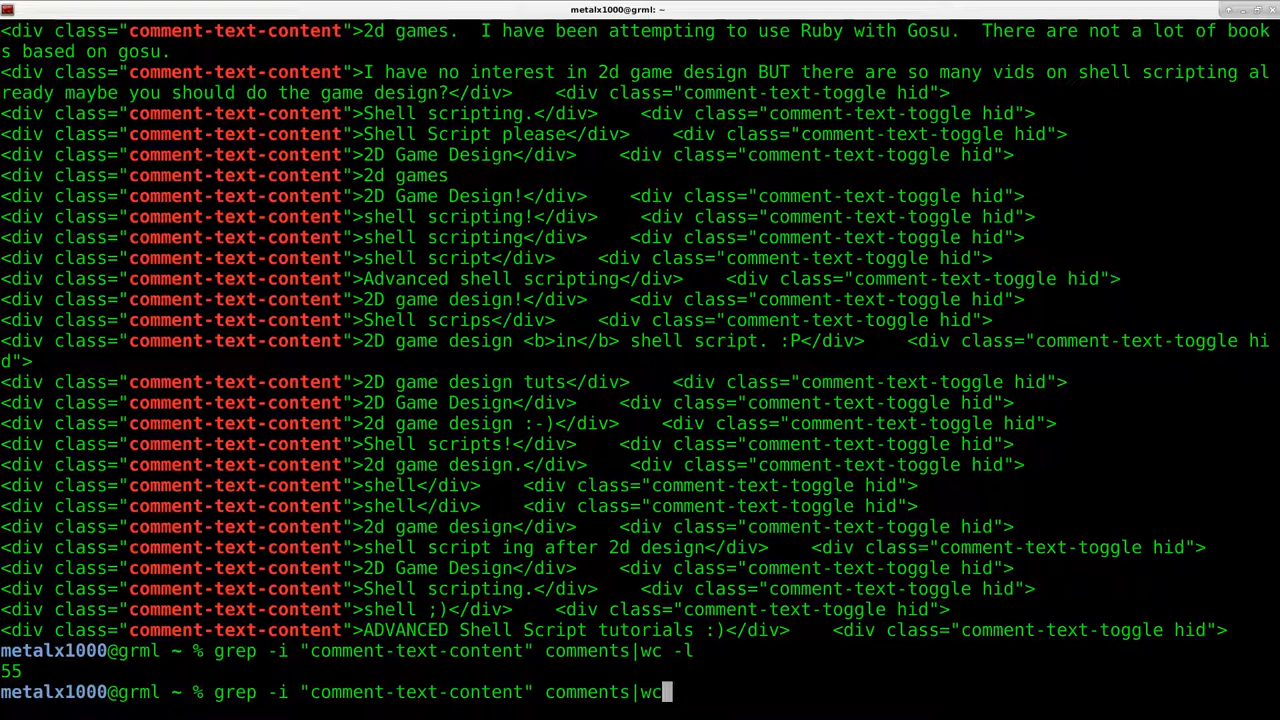 metalx1000@grml: ~
<div class="comment-text-content">2d games.  I have been attempting to use Ruby with Gosu.  There are not a lot of book
s based on gosu.
<div class="comment-text-content">I have no interest in 2d game design BUT there are so many vids on shell scripting al
ready maybe you should do the game design?</div>    <div class="comment-text-toggle hid">
<div class="comment-text-content">Shell scripting.</div>    <div class="comment-text-toggle hid">
<div class="comment-text-content">Shell Script please</div>    <div class="comment-text-toggle hid">
<div class="comment-text-content">2D Game Design</div>    <div class="comment-text-toggle hid">
<div class="comment-text-content">2d games
<div class="comment-text-content">2D Game Design!</div>    <div class="comment-text-toggle hid">
<div class="comment-text-content">shell scripting!</div>    <div class="comment-text-toggle hid">
<div class="comment-text-content">shell scripting</div>    <div class="comment-text-toggle hid">
<div class="comment-text-content">shell script</div>    <div class="comment-text-toggle hid">
<div class="comment-text-content">Advanced shell scripting</div>    <div class="comment-text-toggle hid">
<div class="comment-text-content">2D game design!</div>    <div class="comment-text-toggle hid">
<div class="comment-text-content">Shell scrips</div>    <div class="comment-text-toggle hid">
<div class="comment-text-content">2D game design <b>in</b> shell script. :P</div>    <div class="comment-text-toggle hi
d">
<div class="comment-text-content">2D game design tuts</div>    <div class="comment-text-toggle hid">
<div class="comment-text-content">2D Game Design</div>    <div class="comment-text-toggle hid">
<div class="comment-text-content">2d game design :-)</div>    <div class="comment-text-toggle hid">
<div class="comment-text-content">Shell scripts!</div>    <div class="comment-text-toggle hid">
<div class="comment-text-content">2d game design.</div>    <div class="comment-text-toggle hid">
<div class="comment-text-content">shell</div>    <div class="comment-text-toggle hid">
<div class="comment-text-content">shell</div>    <div class="comment-text-toggle hid">
<div class="comment-text-content">2d game design</div>    <div class="comment-text-toggle hid">
<div class="comment-text-content">shell script ing after 2d design</div>    <div class="comment-text-toggle hid">
<div class="comment-text-content">2D Game Design</div>    <div class="comment-text-toggle hid">
<div class="comment-text-content">Shell scripting.</div>    <div class="comment-text-toggle hid">
<div class="comment-text-content">shell ;)</div>    <div class="comment-text-toggle hid">
<div class="comment-text-content">ADVANCED Shell Script tutorials :)</div>    <div class="comment-text-toggle hid">
metalx1000@grml ~ % grep -i "comment-text-content" comments|wc -l
55
metalx1000@grml ~ % grep -i "comment-text-content" comments|wc